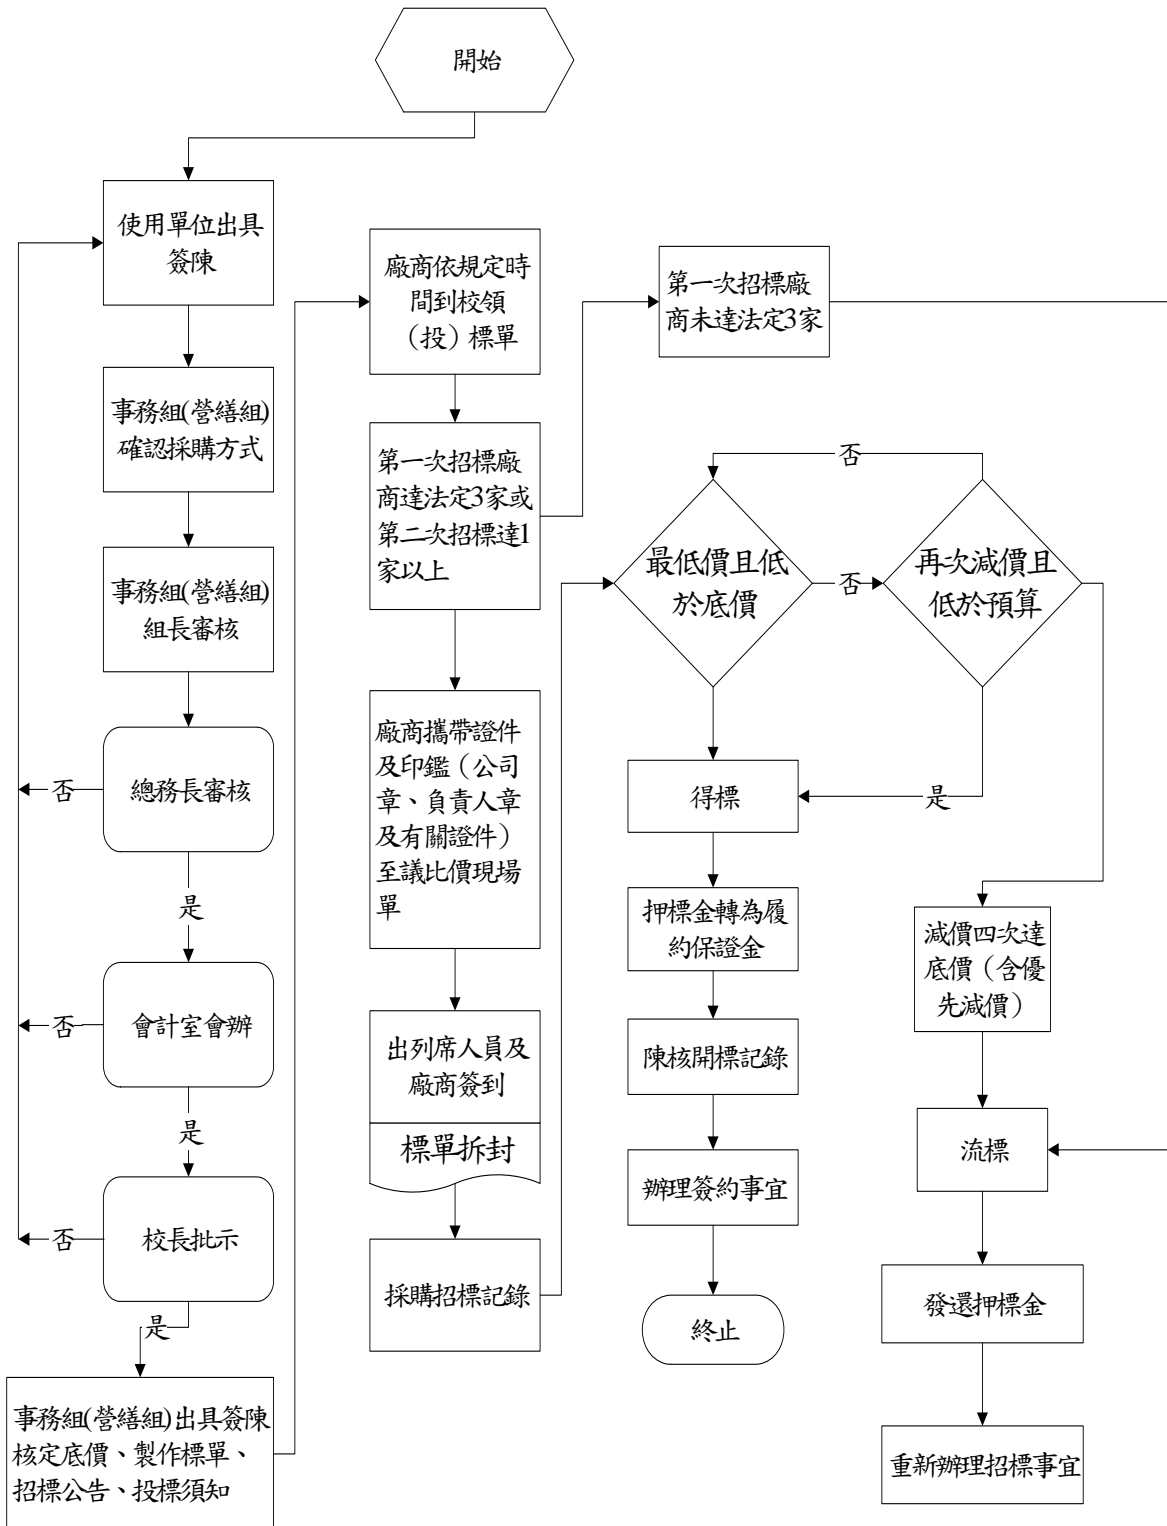 開始
使用單位出具
簽陳
事務組(營繕組)
確認採購方式
事務組(營繕組)
組長審核
總務長審核
否
是
會計室會辦
否
是
校長批示
否
是
事務組(營繕組)出具簽陳
核定底價、製作標單、
招標公告、投標須知
廠商依規定時
間到校領
（投）標單
第一次招標廠
商達法定3家或
第二次招標達1
家以上
廠商攜帶證件
及印鑑（公司
章、負責人章
及有關證件）
至議比價現場
單
出列席人員及
廠商簽到
標單拆封
採購招標記錄
第一次招標廠
商未達法定3家
否
最低價且低
於底價
否
再次減價且
低於預算
得標
是
押標金轉為履
約保證金
陳核開標記錄
辦理簽約事宜
終止
減價四次達
底價（含優
先減價）
流標
發還押標金
重新辦理招標事宜